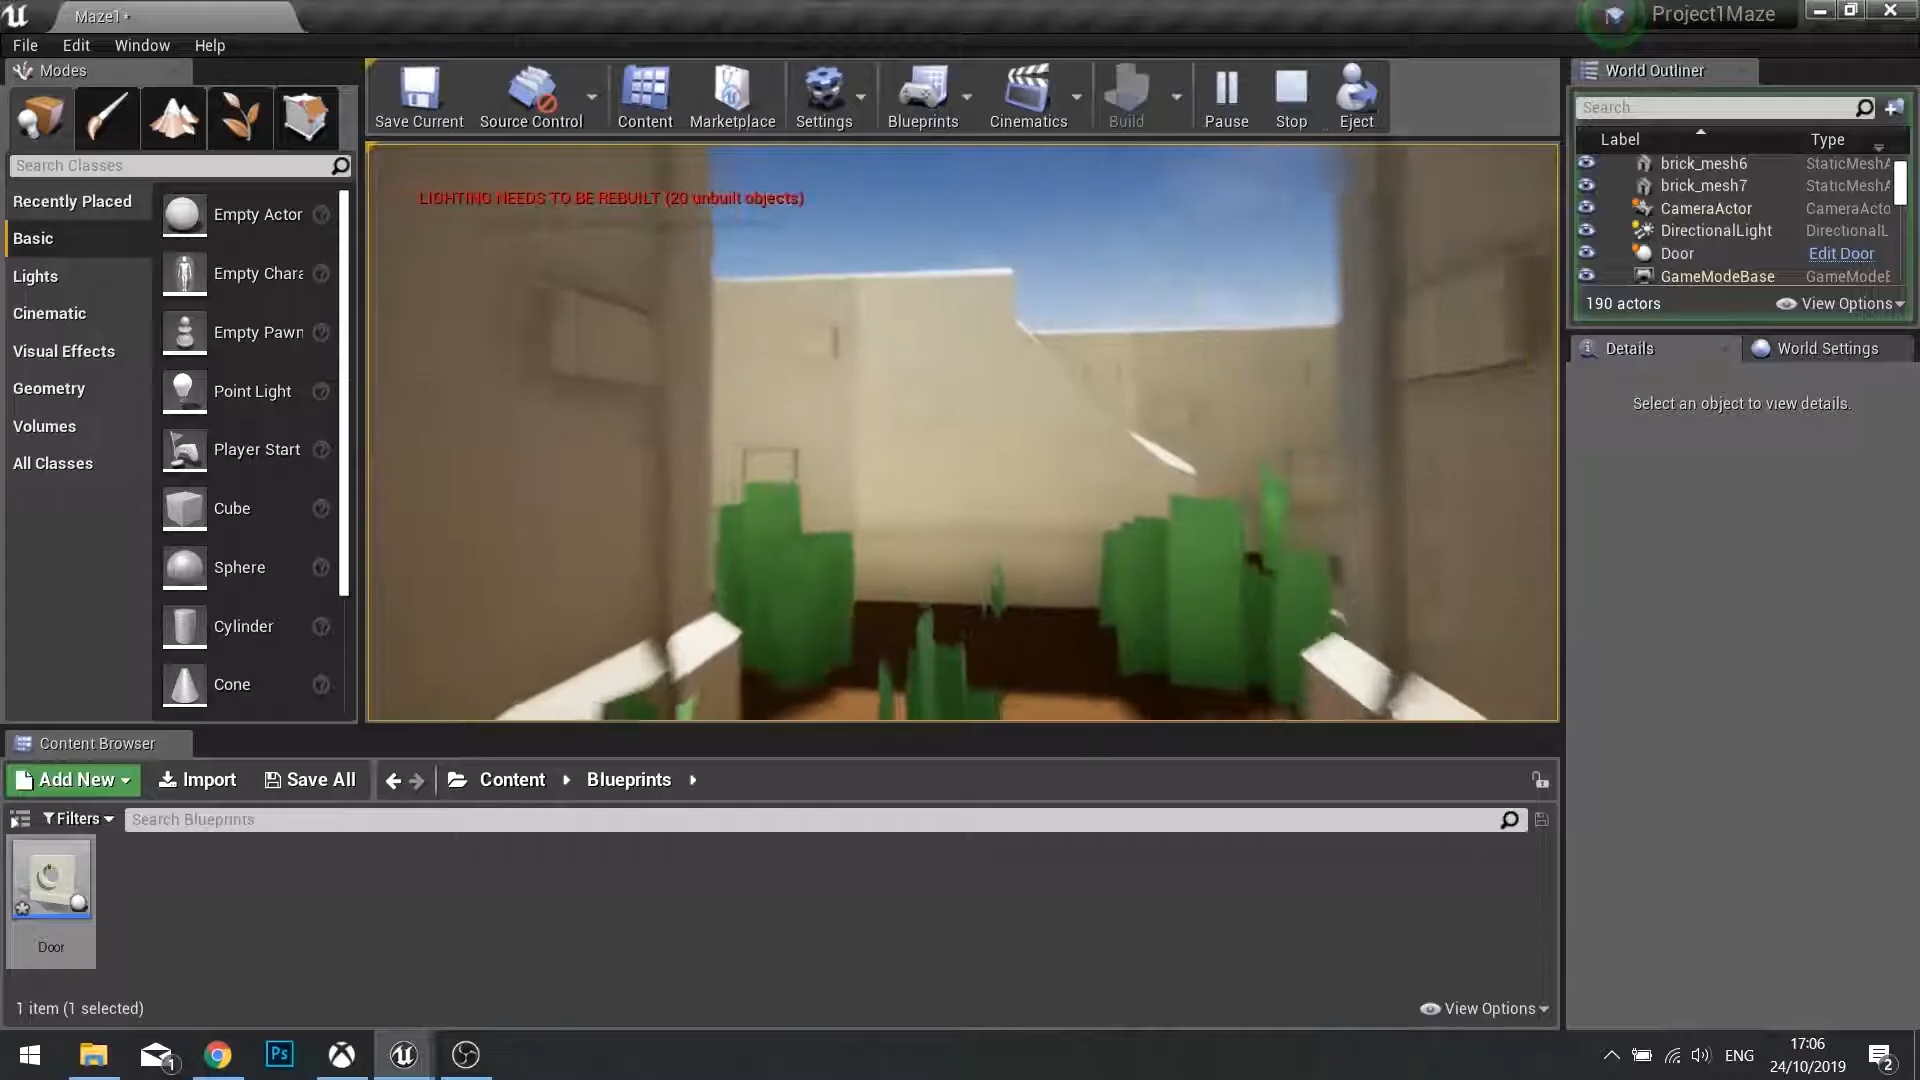 Maze1*
Project1Maze
File Edit Window Help
Modes
Search Classes
Recently Placed
Basic
Lights
Cinematic
Visual Effects
Geometry
Volumes
All Classes
Empty Actor
Empty Chara
Empty Pawn
Point Light
Player Start
Cube
Sphere
Cylinder
Cone
Save Current
Source Control
Content
Marketplace
Settings
Blueprints
Cinematics
Build
Pause
Stop
Eject
LIGHTING NEEDS TO BE REBUILT (20 unbuilt objects)
World Outliner
Search
Label Type
brick_mesh6 StaticMeshA
brick_mesh7 StaticMeshA
CameraActor CameraActo
DirectionalLight DirectionalL
Door Edit Door
GameModeBase GameModeE
190 actors View Options
Details
World Settings
Select an object to view details.
Content Browser
Add New Import Save All Content Blueprints
Filters Search Blueprints
Door
1 item (1 selected)
View Options
1
Ps
ENG
17:06
24/10/2019
2